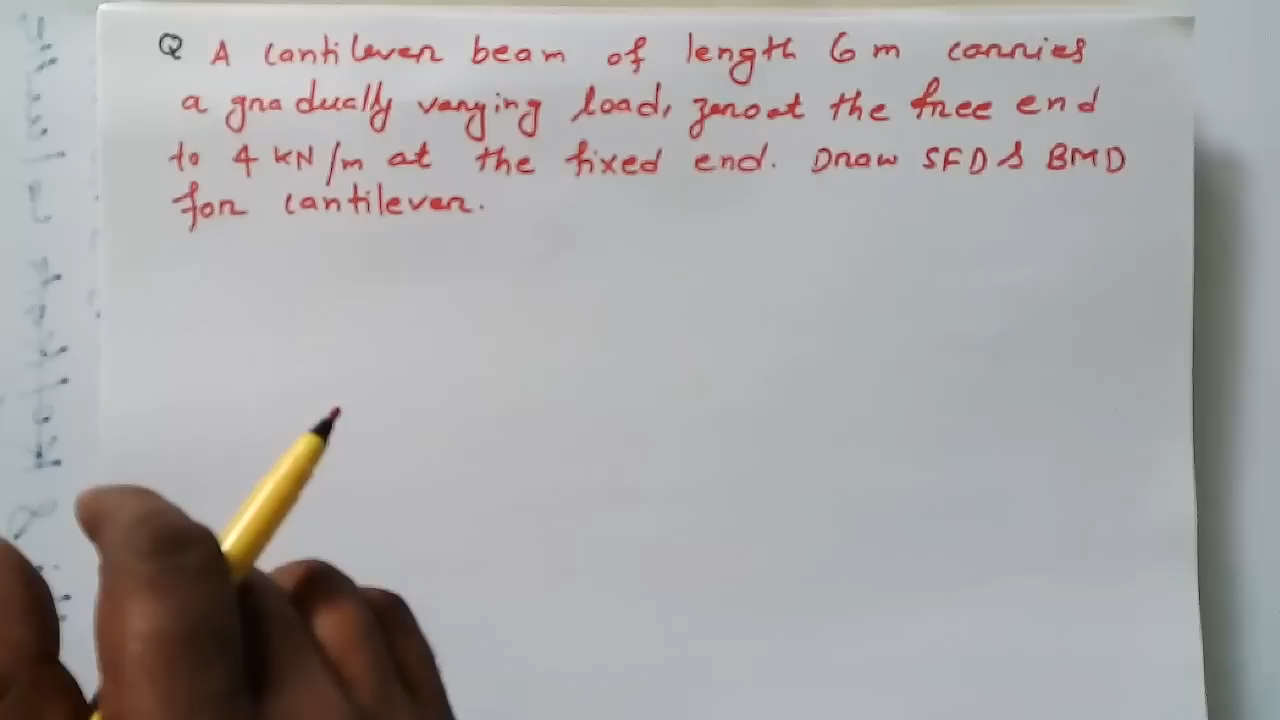 Q A cantilever beam of length 6 m carries
a gradually varying load, zero at the free end
to 4 KN/m at the fixed end. Draw SFD & BMD
for cantilever.